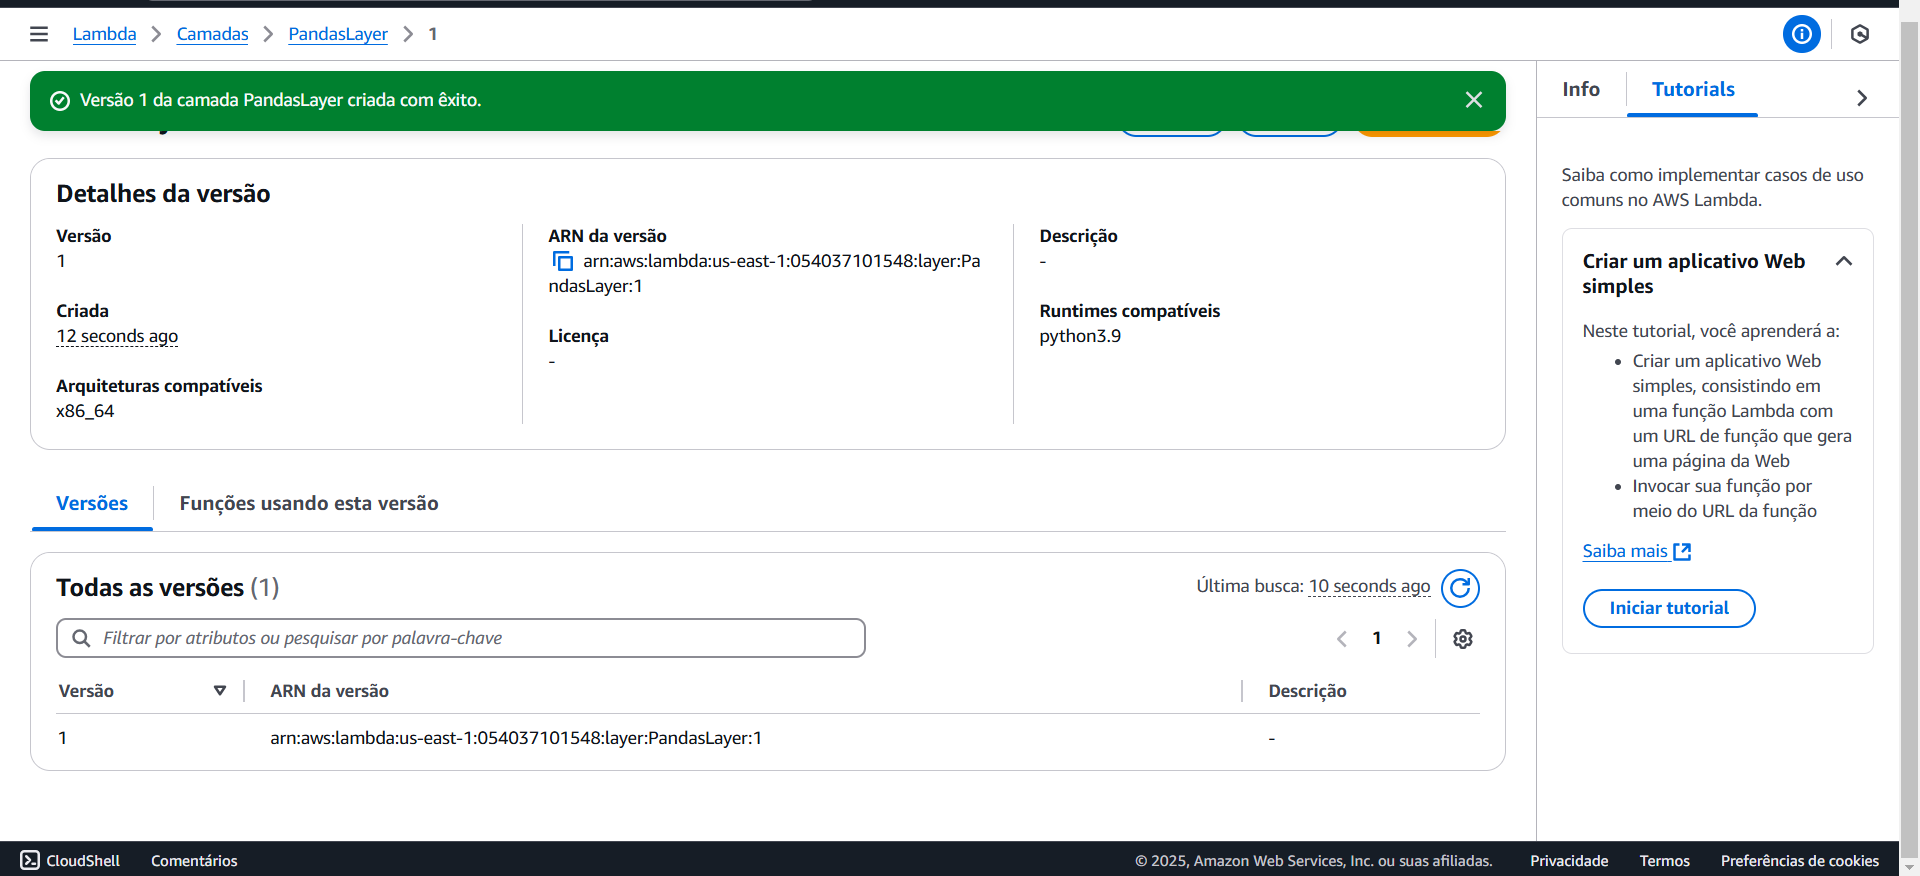 Lambda
Camadas
PandasLayer
1
Versão 1 da camada PandasLayer criada com êxito.
Detalhes da versão
Versão
1
Criada
12 seconds ago
Arquiteturas compatíveis
x86_64
ARN da versão
arn:aws:lambda:us-east-1:054037101548:layer:Pa
ndasLayer:1
Licença
-
Descrição
-
Runtimes compatíveis
python3.9
Versões
Funções usando esta versão
Todas as versões (1)
Última busca: 10 seconds ago
Filtrar por atributos ou pesquisar por palavra-chave
1
Versão
ARN da versão
Descrição
1
arn:aws:lambda:us-east-1:054037101548:layer:PandasLayer:1
-
Info
Tutorials
Saiba como implementar casos de uso
comuns no AWS Lambda.
Criar um aplicativo Web
simples
Neste tutorial, você aprenderá a:
• Criar um aplicativo Web
simples, consistindo em
uma função Lambda com
um URL de função que gera
uma página da Web
• Invocar sua função por
meio do URL da função
Saiba mais
Iniciar tutorial
CloudShell
Comentários
© 2025, Amazon Web Services, Inc. ou suas afiliadas.
Privacidade
Termos
Preferências de cookies